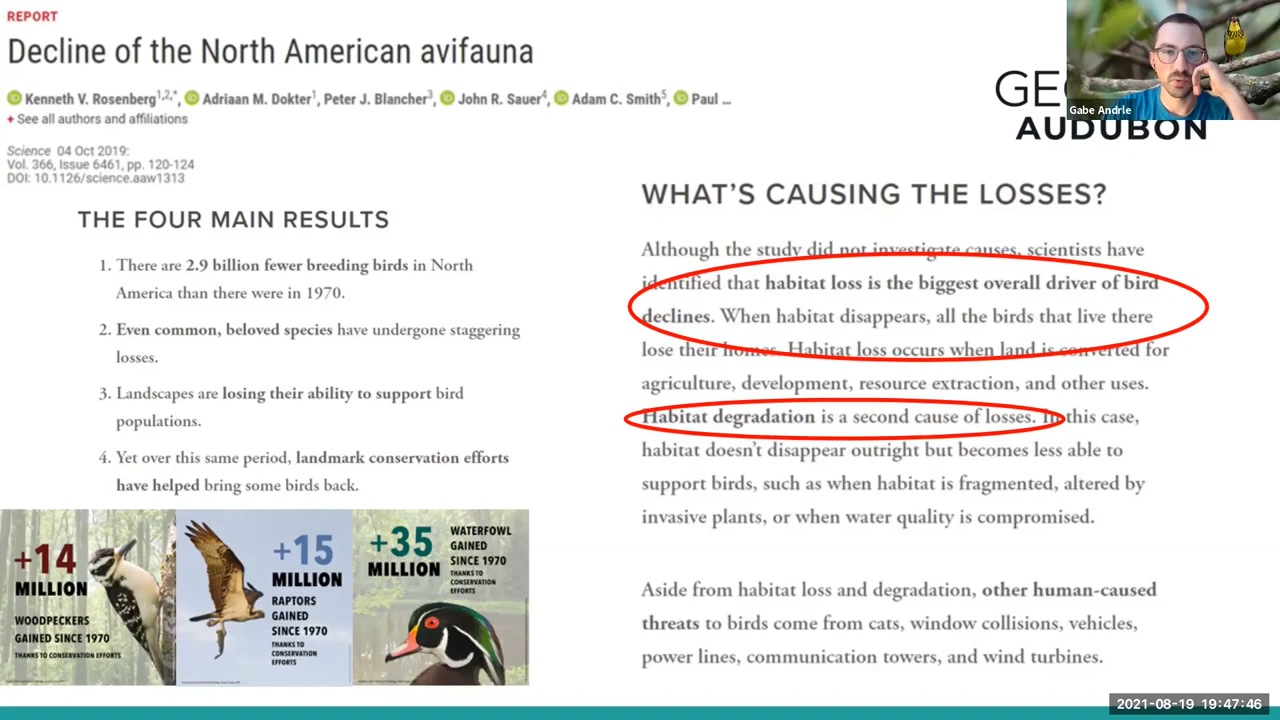 REPORT
Decline of the North American avifauna
Kenneth V. Rosenberg1,2,*, Adriaan M. Dokter1, Peter J. Blancher3, John R. Sauer4, Adam C. Smith5, Paul ...
+ See all authors and affiliations
Science 04 Oct 2019:
Vol. 366, Issue 6461, pp. 120-124
DOI: 10.1126/science.aaw1313
THE FOUR MAIN RESULTS
1. There are 2.9 billion fewer breeding birds in North
America than there were in 1970.
2. Even common, beloved species have undergone staggering
losses.
3. Landscapes are losing their ability to support bird
populations.
4. Yet over this same period, landmark conservation efforts
have helped bring some birds back.
+14
MILLION
WOODPECKERS
GAINED SINCE 1970
THANKS TO CONSERVATION EFFORTS
+15
MILLION
RAPTORS
GAINED
SINCE 1970
THANKS TO
CONSERVATION
EFFORTS
+35
MILLION
WATERFOWL
GAINED
SINCE 1970
THANKS TO
CONSERVATION
EFFORTS
Gabe Andrle
AUDUBON
WHAT'S CAUSING THE LOSSES?
Although the study did not investigate causes, scientists have
identified that habitat loss is the biggest overall driver of bird
declines. When habitat disappears, all the birds that live there
lose their homes. Habitat loss occurs when land is converted for
agriculture, development, resource extraction, and other uses.
Habitat degradation is a second cause of losses. In this case,
habitat doesn't disappear outright but becomes less able to
support birds, such as when habitat is fragmented, altered by
invasive plants, or when water quality is compromised.
Aside from habitat loss and degradation, other human-caused
threats to birds come from cats, window collisions, vehicles,
power lines, communication towers, and wind turbines.
2021-08-19 19:47:46